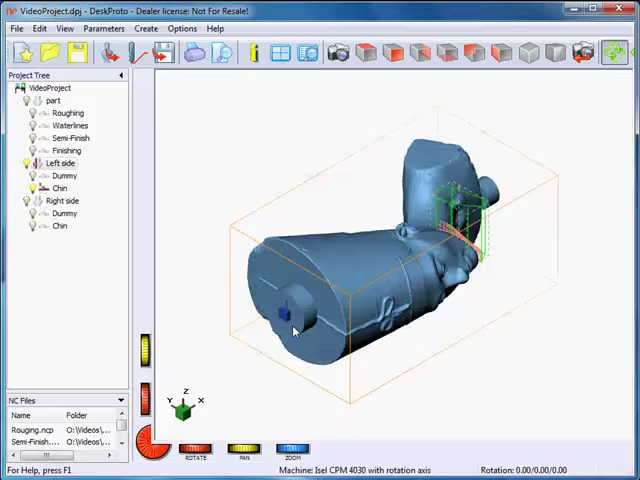 VideoProject.dpj - DeskProto - Dealer license: Not For Resale!
File Edit View Parameters Create Options Help
Project Tree
VideoProject
part
Roughing
Waterlines
Semi-Finish
Finishing
Left side
Dummy
Chin
Right side
Dummy
Chin
NC Files
Name Folder
Rouging.ncp O:\Videos\
Semi-Finish.... O:\Videos\
Z
Y X
ROTATE PAN ZOOM
For Help, press F1 Machine: Isel CPM 4030 with rotation axis Rotation: 0.00/0.00/0.00